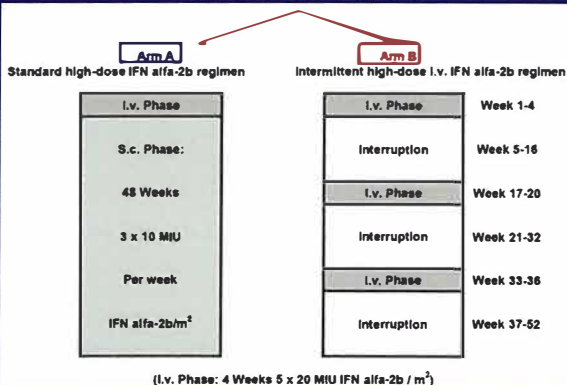 Arm A
Arm B
Standard high-dose IFN alfa-2b regimen
Intermittent high-dose i.v. IFN alfa-2b regimen
I.v. Phase
S.c. Phase:
48 Weeks
3 x 10 MIU
Per week
IFN alfa-2b/m²
I.v. Phase Week 1-4
Interruption Week 5-16
I.v. Phase Week 17-20
Interruption Week 21-32
I.v. Phase Week 33-36
Interruption Week 37-52
(I.v. Phase: 4 Weeks 5 x 20 MIU IFN alfa-2b / m²)